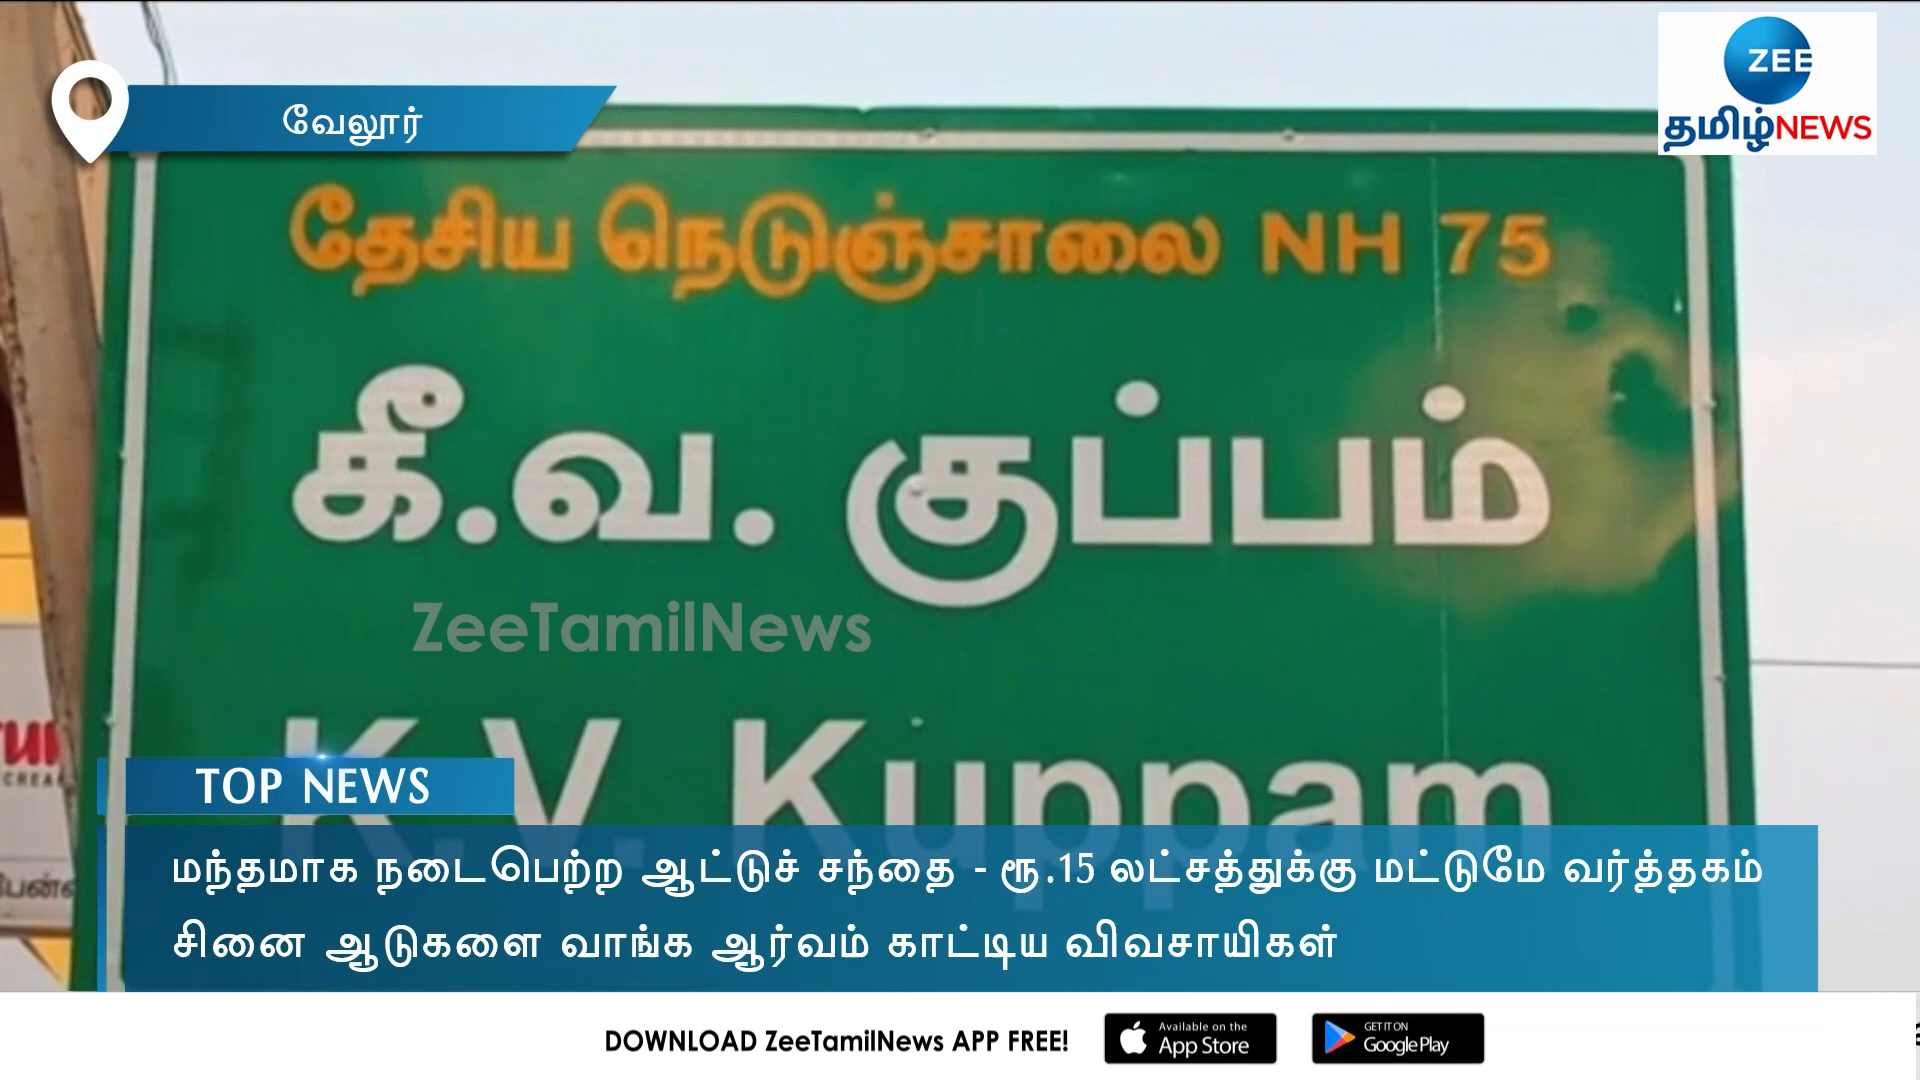 வேலூர்
ZEE
தமிழ்NEWS
தேசிய நெடுஞ்சாலை NH 75
கீ.வ. குப்பம்
ZeeTamilNews
K.V. Kuppam
TOP NEWS
மந்தமாக நடைபெற்ற ஆட்டுச் சந்தை - ரூ.15 லட்சத்துக்கு மட்டுமே வர்த்தகம்
சினை ஆடுகளை வாங்க ஆர்வம் காட்டிய விவசாயிகள்
DOWNLOAD ZeeTamilNews APP FREE!
Available on the
App Store
GET IT ON
Google Play